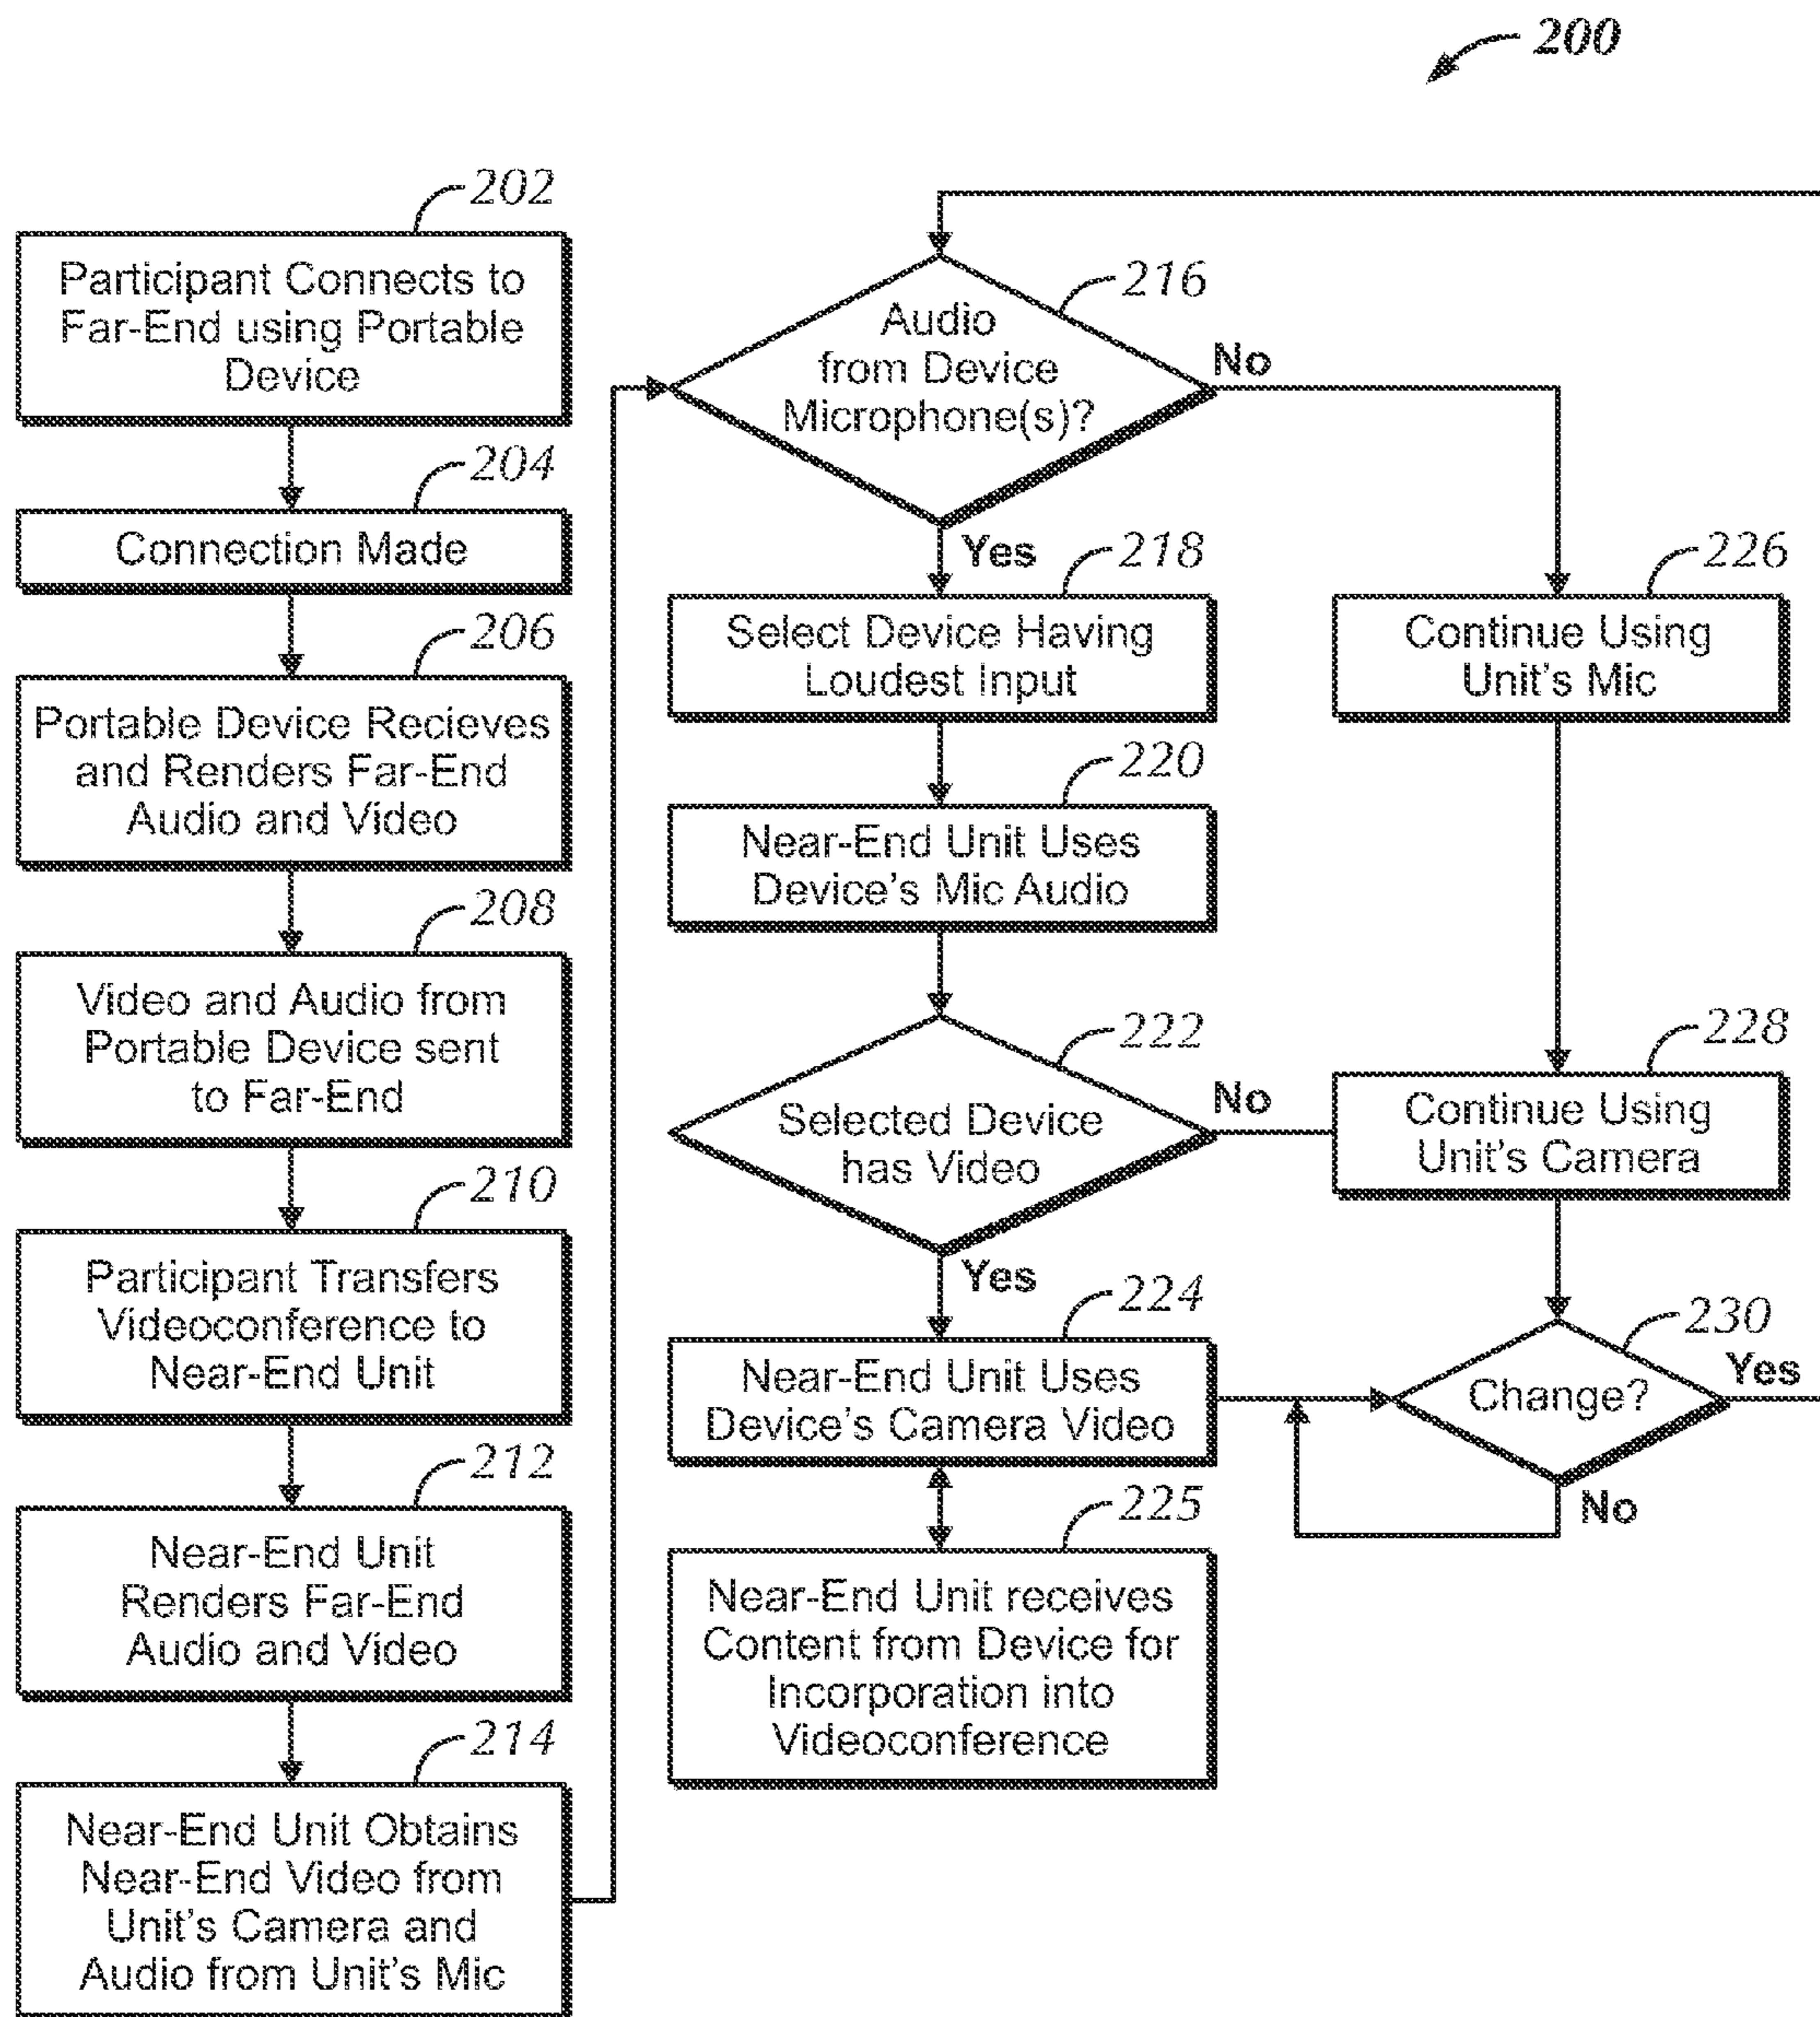 200
202
Participant Connects to
Far-End using Portable
Device
204
Connection Made
206
Portable Device Recieves
and Renders Far-End
Audio and Video
208
Video and Audio from
Portable Device sent
to Far-End
210
Participant Transfers
Videoconference to
Near-End Unit
212
Near-End Unit
Renders Far-End
Audio and Video
214
Near-End Unit Obtains
Near-End Video from
Unit's Camera and
Audio from Unit's Mic
216
Audio
from Device
Microphone(s)?
No
Yes
218
Select Device Having
Loudest Input
220
Near-End Unit Uses
Device's Mic Audio
222
Selected Device
has Video
No
Yes
224
Near-End Unit Uses
Device's Camera Video
225
Near-End Unit receives
Content from Device for
Incorporation into
Videoconference
226
Continue Using
Unit's Mic
228
Continue Using
Unit's Camera
230
Change?
Yes
No